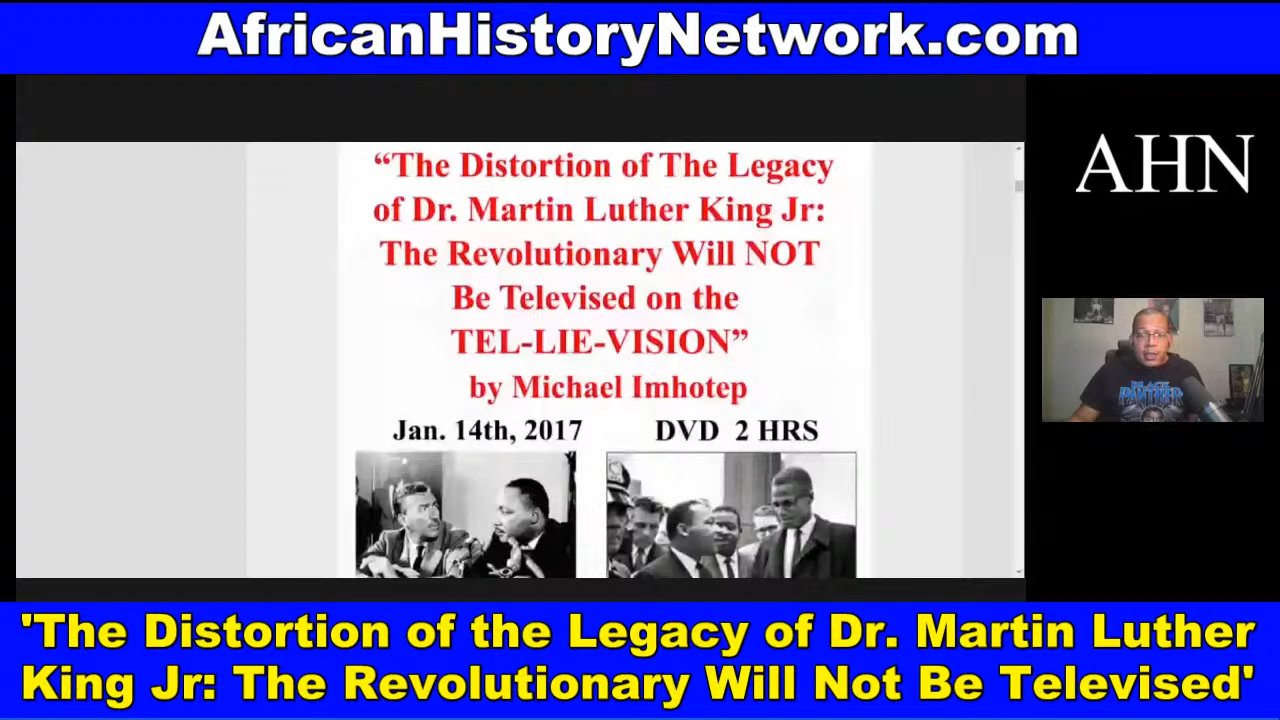 AfricanHistoryNetwork.com
“The Distortion of The Legacy
of Dr. Martin Luther King Jr:
The Revolutionary Will NOT
Be Televised on the
TEL-LIE-VISION”
by Michael Imhotep
Jan. 14th, 2017 DVD 2 HRS
AHN
BLACK
PANTHER
'The Distortion of the Legacy of Dr. Martin Luther
King Jr: The Revolutionary Will Not Be Televised'